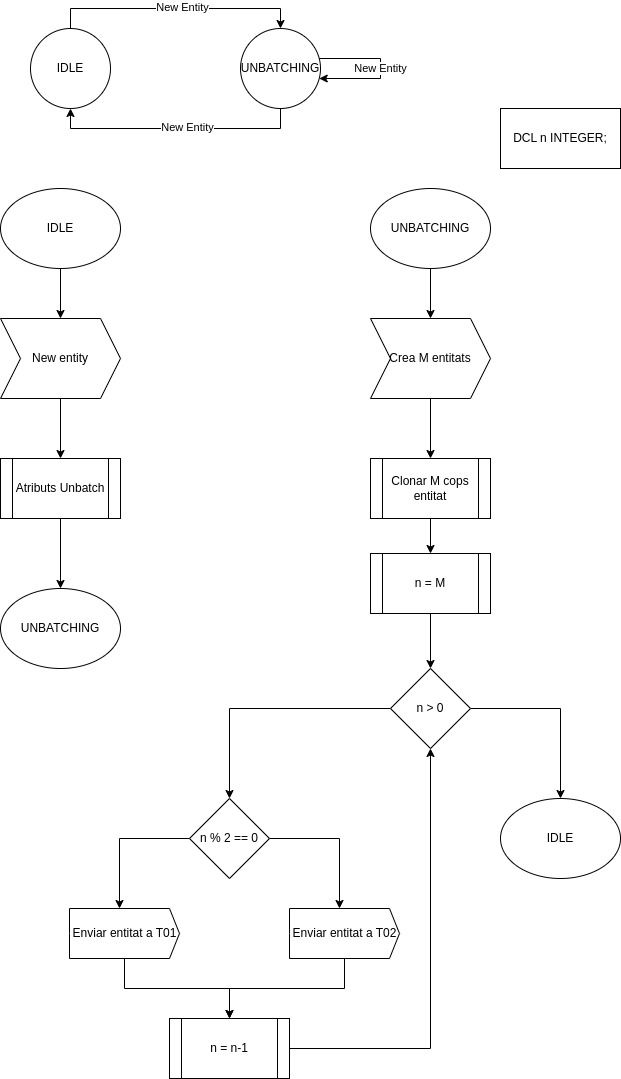 New Entity
IDLE
UNBATCHING
New Entity
New Entity
DCL n INTEGER;
IDLE
UNBATCHING
New entity
Crea M entitats
Atributs Unbatch
Clonar M cops
entitat
n = M
UNBATCHING
n > 0
n % 2 == 0
IDLE
Enviar entitat a T01
Enviar entitat a T02
n = n-1